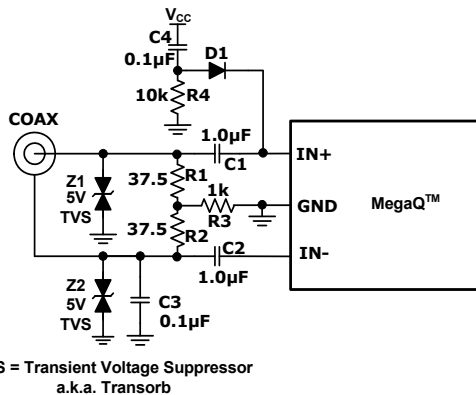 VCC
C4
0.1µF
D1
10k R4
COAX
1.0µF
C1
IN+
Z1
5V
TVS
37.5 R1
1k
R3
GND
MegaQ™
37.5
R2
C2
1.0µF
IN-
Z2
5V
TVS
C3
0.1µF
S = Transient Voltage Suppressor
a.k.a. Transorb